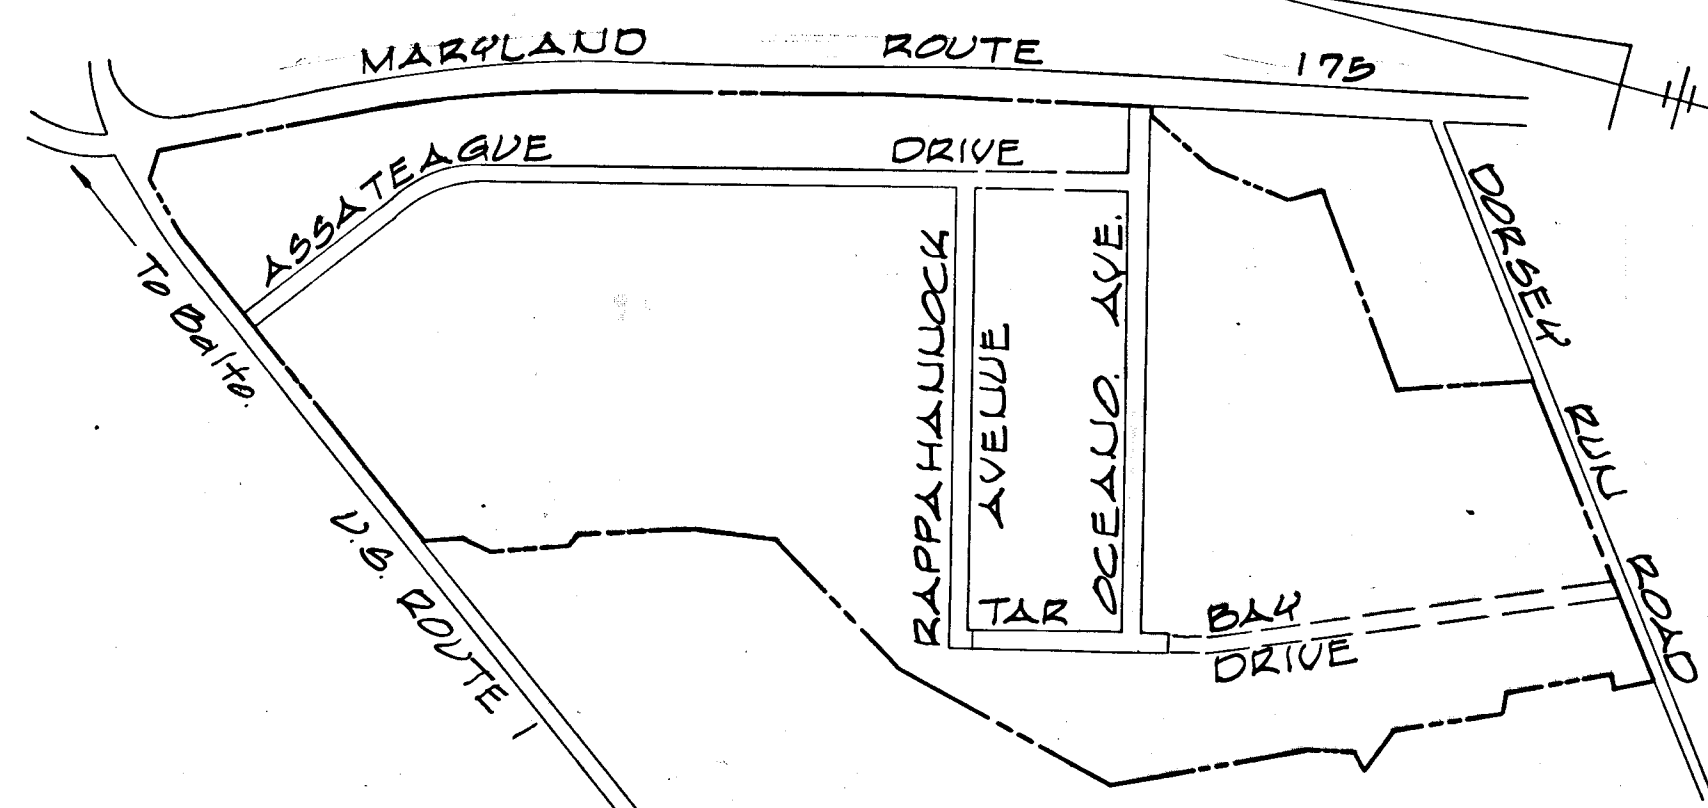 MARYLAND ROUTE 175
ASSATEAGUE DRIVE
To Balto.
U.S. ROUTE 1
RAPPAHANNOCK
AVENUE
OCEANO AVE.
TAR BAY
DRIVE
DORSEY RUN ROAD